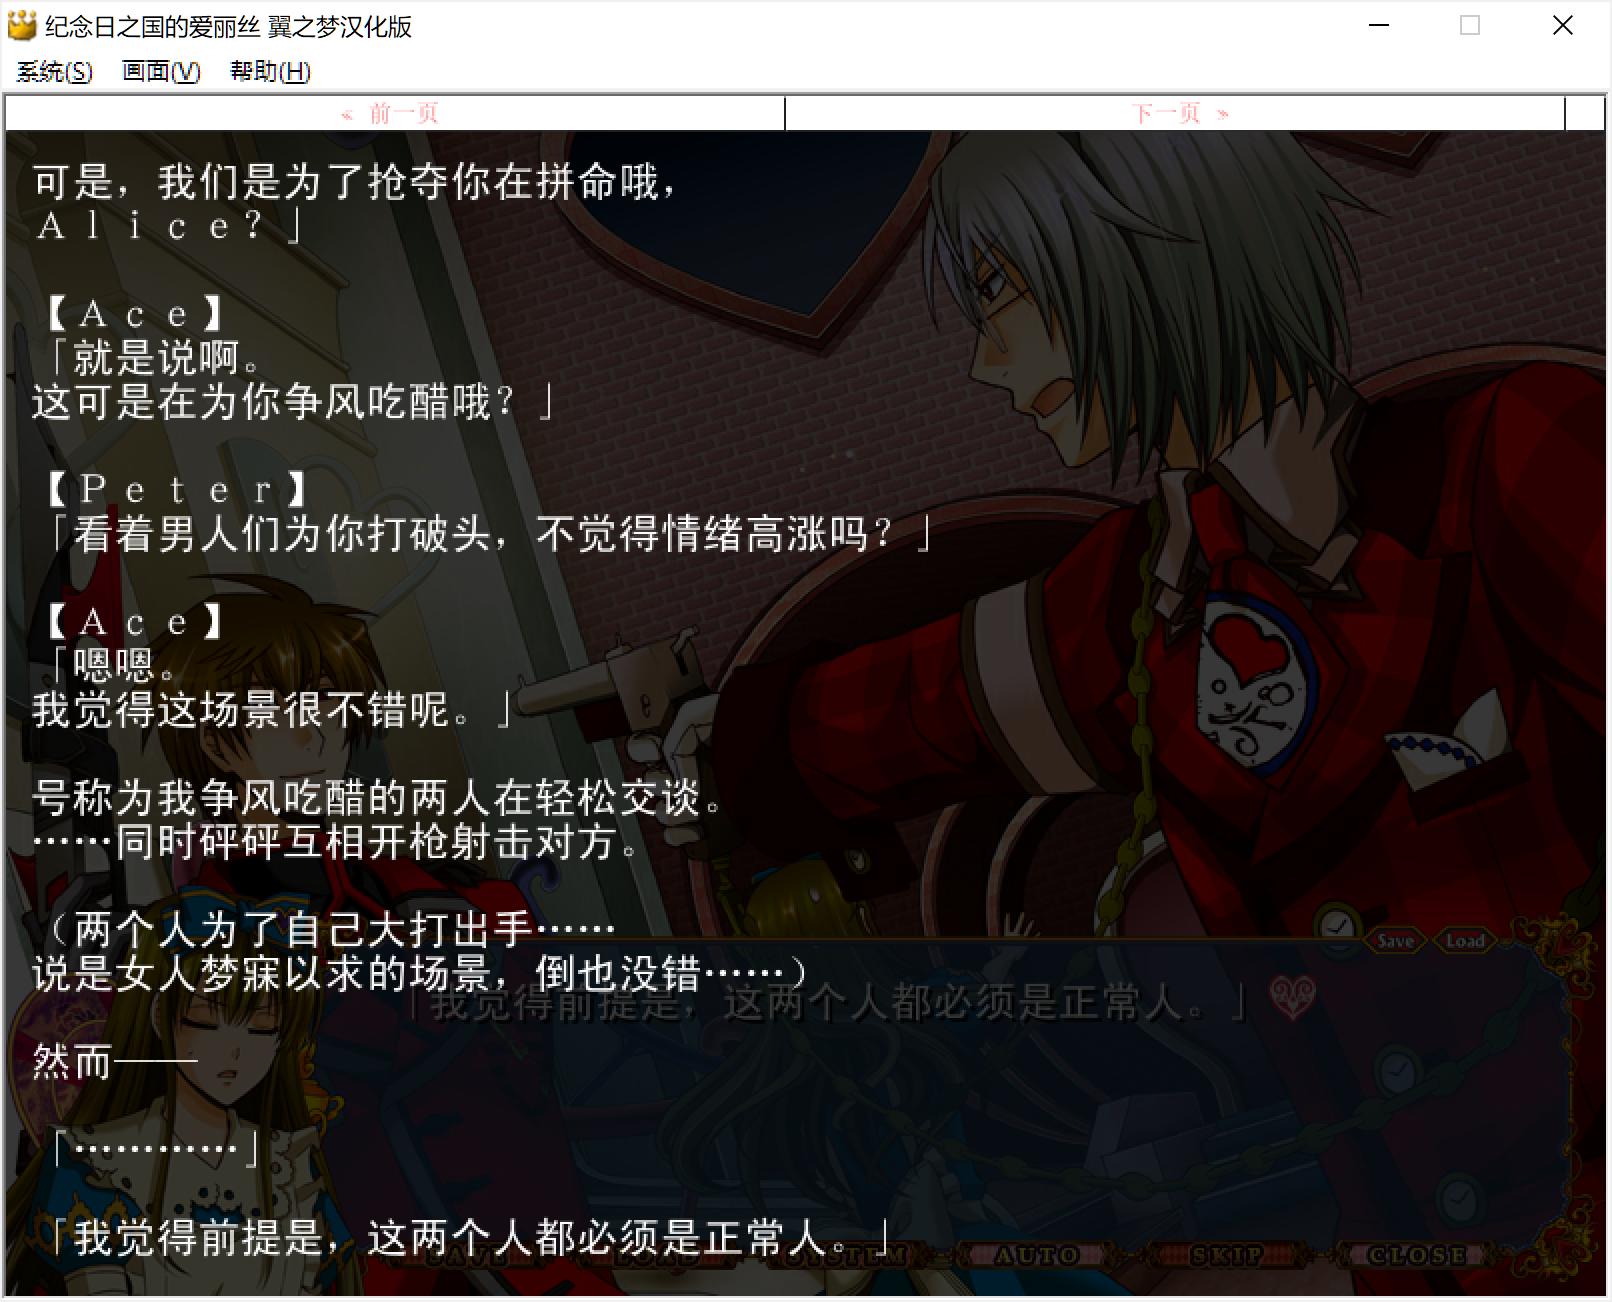 纪念日之国的爱丽丝 翼之梦汉化版
系统(S) 画面(V) 帮助(H)
« 前一页 下一页 »
可是，我们是为了抢夺你在拼命哦，
Alice？」
【Ace】
「就是说啊。
这可是在为你争风吃醋哦？」
【Peter】
「看着男人们为你打破头，不觉得情绪高涨吗？」
【Ace】
「嗯嗯。
我觉得这场景很不错呢。」
号称为我争风吃醋的两人在轻松交谈。
……同时砰砰互相开枪射击对方。
（两个人为了自己大打出手……
说是女人梦寐以求的场景，倒也没错……）
Save Load
「我觉得前提是，这两个人都必须是正常人。」
然而——
「…………」
「我觉得前提是，这两个人都必须是正常人。」
SAVE LOAD SYSTEM AUTO SKIP CLOSE